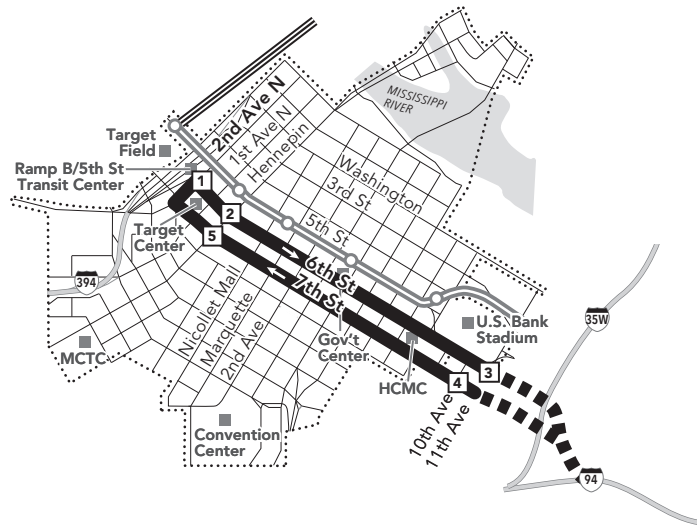 MISSISSIPPI
RIVER
2nd Ave N
1st Ave N
Hennepin
Washington
3rd St
Target
Field
Ramp B/5th St
Transit Center
1
2
Target
Center
5
5th St
6th St
7th St
394
Nicollet Mall
Marquette
2nd Ave
Gov't
Center
U.S. Bank
Stadium
35W
MCTC
HCMC
3
4
10th Ave
11th Ave
Convention
Center
94